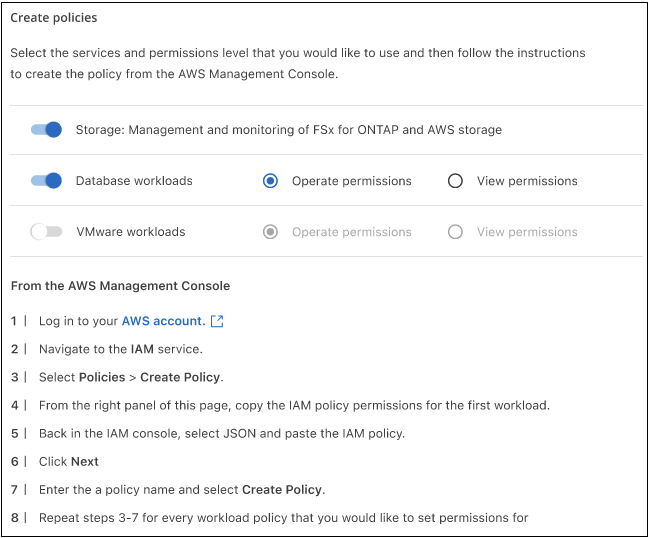 Create policies
Select the services and permissions level that you would like to use and then follow the instructions
to create the policy from the AWS Management Console.
Storage: Management and monitoring of FSx for ONTAP and AWS storage
Database workloads Operate permissions View permissions
VMware workloads Operate permissions View permissions
From the AWS Management Console
1 | Log in to your AWS account.
2 | Navigate to the IAM service.
3 | Select Policies > Create Policy.
4 | From the right panel of this page, copy the IAM policy permissions for the first workload.
5 | Back in the IAM console, select JSON and paste the IAM policy.
6 | Click Next
7 | Enter the a policy name and select Create Policy.
8 | Repeat steps 3-7 for every workload policy that you would like to set permissions for